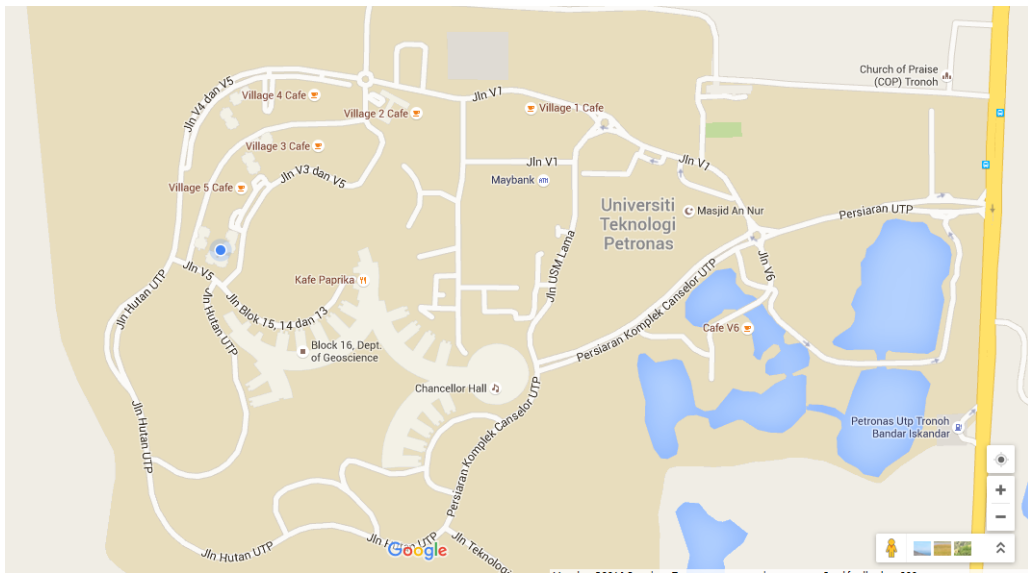 Church of Praise
(COP) Tronoh
Jln V4 dan V5
Village 4 Cafe
Village 2 Cafe
Jln V1
Village 1 Cafe
Village 3 Cafe
Jln V3 dan V5
Jln V1
Jln V1
Maybank
Village 5 Cafe
Universiti
Teknologi
Petronas
Masjid An Nur
Persiaran UTP
Jln Hutan UTP
Jln V5
Jln Hutan UTP
Jln Blok 15, 14 dan 13
Kafe Paprika
Jln USM Lama
Jln V6
Persiaran Komplek Canselor UTP
Cafe V6
Block 16, Dept.
of Geoscience
Chancellor Hall
Jln Hutan UTP
Persiaran Komplek Canselor UTP
Petronas Utp Tronoh
Bandar Iskandar
Jln Hutan UTP
Jln Hutan UTP
Google
Jln Teknolog